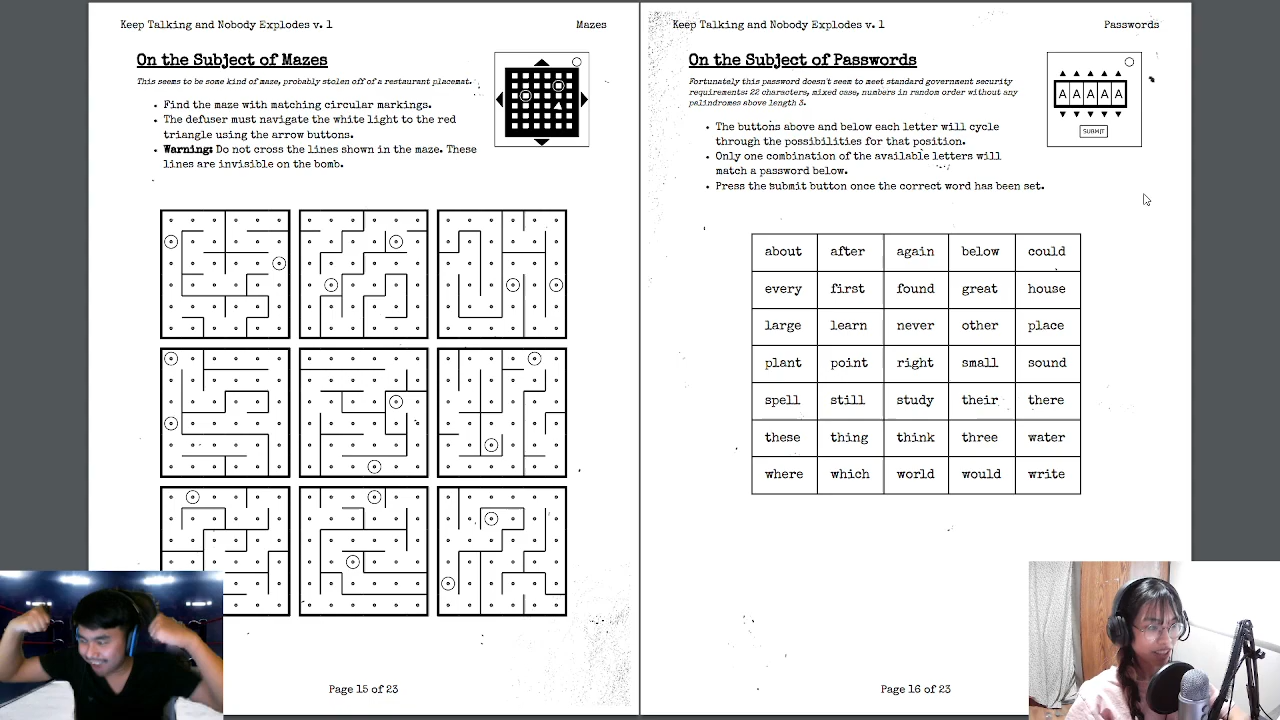 Keep Talking and Nobody Explodes v. 1
Mazes
On the Subject of Mazes
This seems to be some kind of maze, probably stolen off of a restaurant placemat.
• Find the maze with matching circular markings.
• The defuser must navigate the white light to the red
triangle using the arrow buttons.
• Warning: Do not cross the lines shown in the maze. These
lines are invisible on the bomb.
Page 15 of 23
Keep Talking and Nobody Explodes v. 1
Passwords
On the Subject of Passwords
Fortunately this password doesn't seem to meet standard government security
requirements: 22 characters, mixed case, numbers in random order without any
palindromes above length 3.
A A A A A
SUBMIT
• The buttons above and below each letter will cycle
through the possibilities for that position.
• Only one combination of the available letters will
match a password below.
• Press the submit button once the correct word has been set.
about after again below could
every first found great house
large learn never other place
plant point right small sound
spell still study their there
these thing think three water
where which world would write
Page 16 of 23